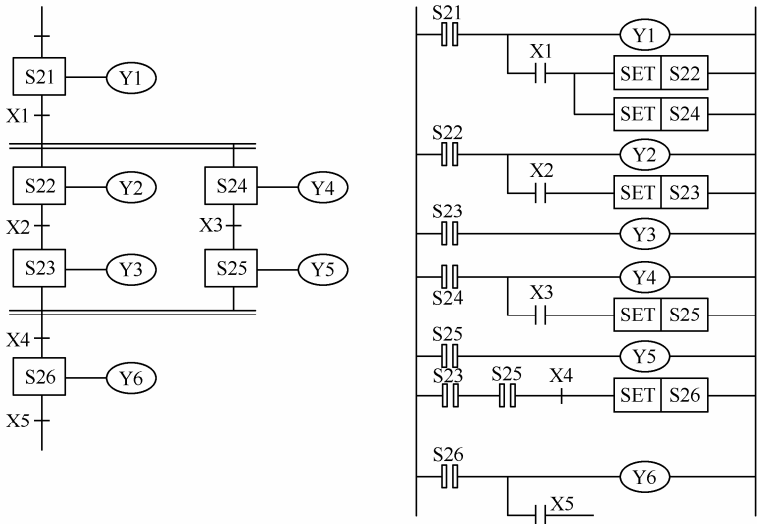 S21 Y1
X1
S22 Y2 S24 Y4
X2 X3
S23 Y3 S25 Y5
X4
S26 Y6
X5
S21 Y1
X1 SET S22
SET S24
S22 Y2
X2 SET S23
S23 Y3
S24 Y4
X3 SET S25
S25 Y5
S23 S25 X4 SET S26
S26 Y6
X5